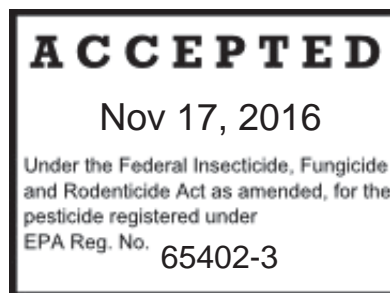 ACCEPTED
Nov 17, 2016
Under the Federal Insecticide, Fungicide
and Rodenticide Act as amended, for the
pesticide registered under
EPA Reg. No. 65402-3